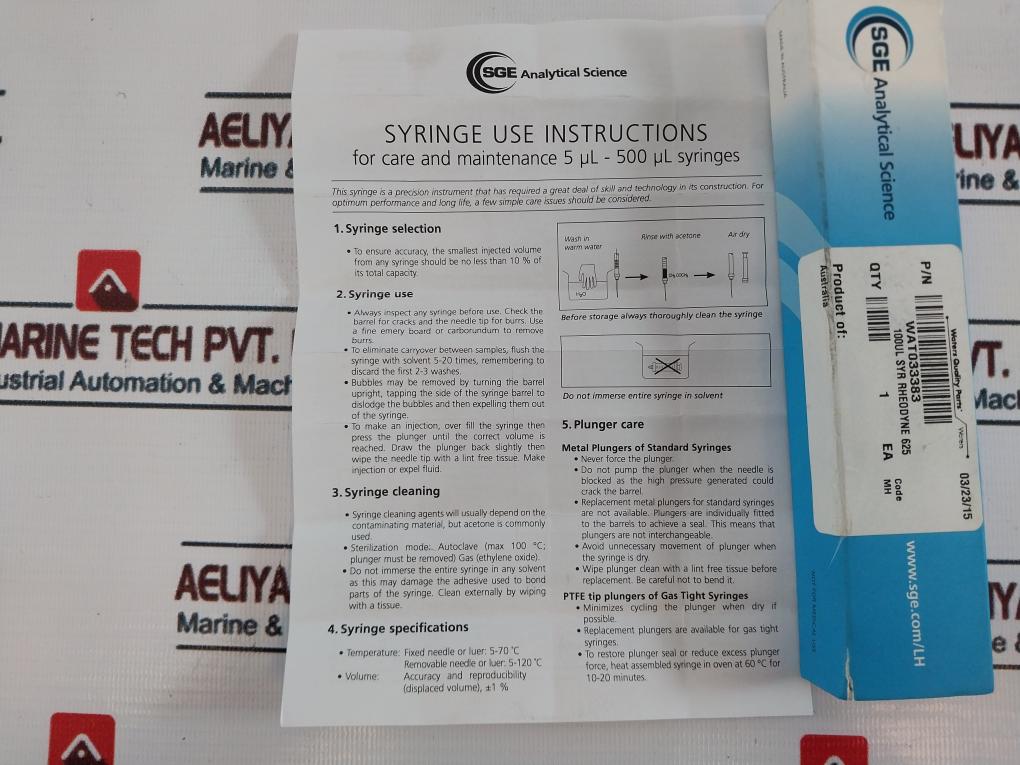 SGE Analytical Science
SYRINGE USE INSTRUCTIONS
for care and maintenance 5 µL - 500 µL syringes
This syringe is a precision instrument that has required a great deal of skill and technology in its construction. For
optimum performance and long life, a few simple care issues should be considered.
1. Syringe selection
• To ensure accuracy, the smallest injected volume
from any syringe should be no less than 10 % of
its total capacity.
2. Syringe use
• Always inspect any syringe before use. Check the
barrel for cracks and the needle tip for burrs. Use
a fine emery board or carborundum to remove
burrs.
• To eliminate carryover between samples, flush the
syringe with solvent 5-20 times, remembering to
discard the first 2-3 washes.
• Bubbles may be removed by turning the barrel
upright, tapping the side of the syringe barrel to
dislodge the bubbles and then expelling them out
of the syringe.
• To make an injection, over fill the syringe then
press the plunger until the correct volume is
reached. Draw the plunger back slightly then
wipe the needle tip with a lint free tissue. Make
injection or expel fluid.
3. Syringe cleaning
• Syringe cleaning agents will usually depend on the
contaminating material, but acetone is commonly
used.
• Sterilization mode: Autoclave (max 100 °C;
plunger must be removed) Gas (ethylene oxide).
• Do not immerse the entire syringe in any solvent
as this may damage the adhesive used to bond
parts of the syringe. Clean externally by wiping
with a tissue.
4. Syringe specifications
• Temperature: Fixed needle or luer: 5-70 °C
Removable needle or luer: 5-120 °C
• Volume: Accuracy and reproducibility
(displaced volume), ±1 %
Wash in
warm water
Rinse with acetone
Air dry
H₂O
CH₃COCH₃
Before storage always thoroughly clean the syringe
Do not immerse entire syringe in solvent
5. Plunger care
Metal Plungers of Standard Syringes
• Never force the plunger.
• Do not pump the plunger when the needle is
blocked as the high pressure generated could
crack the barrel.
• Replacement metal plungers for standard syringes
are not available. Plungers are individually fitted
to the barrels to achieve a seal. This means that
plungers are not interchangeable.
• Avoid unnecessary movement of plunger when
the syringe is dry.
• Wipe plunger clean with a lint free tissue before
replacement. Be careful not to bend it.
PTFE tip plungers of Gas Tight Syringes
• Minimizes cycling the plunger when dry if
possible.
• Replacement plungers are available for gas tight
syringes.
• To restore plunger seal or reduce excess plunger
force, heat assembled syringe in oven at 60 °C for
10-20 minutes.
SGE Analytical Science
MADE IN AUSTRALIA
Waters Quality Parts
Waters
03/23/15
P/N
WAT033383
1000UL SYR RHEODYNE 625
QTY 1 EA
Code
MH
Product of:
Australia
www.sge.com/LH
NOT FOR MEDICAL USE
AELIYA
Marine &
MARINE TECH PVT.
ustrial Automation & Mach
AELIYA
Marine &
LIYA
rine &
VT.
Mach